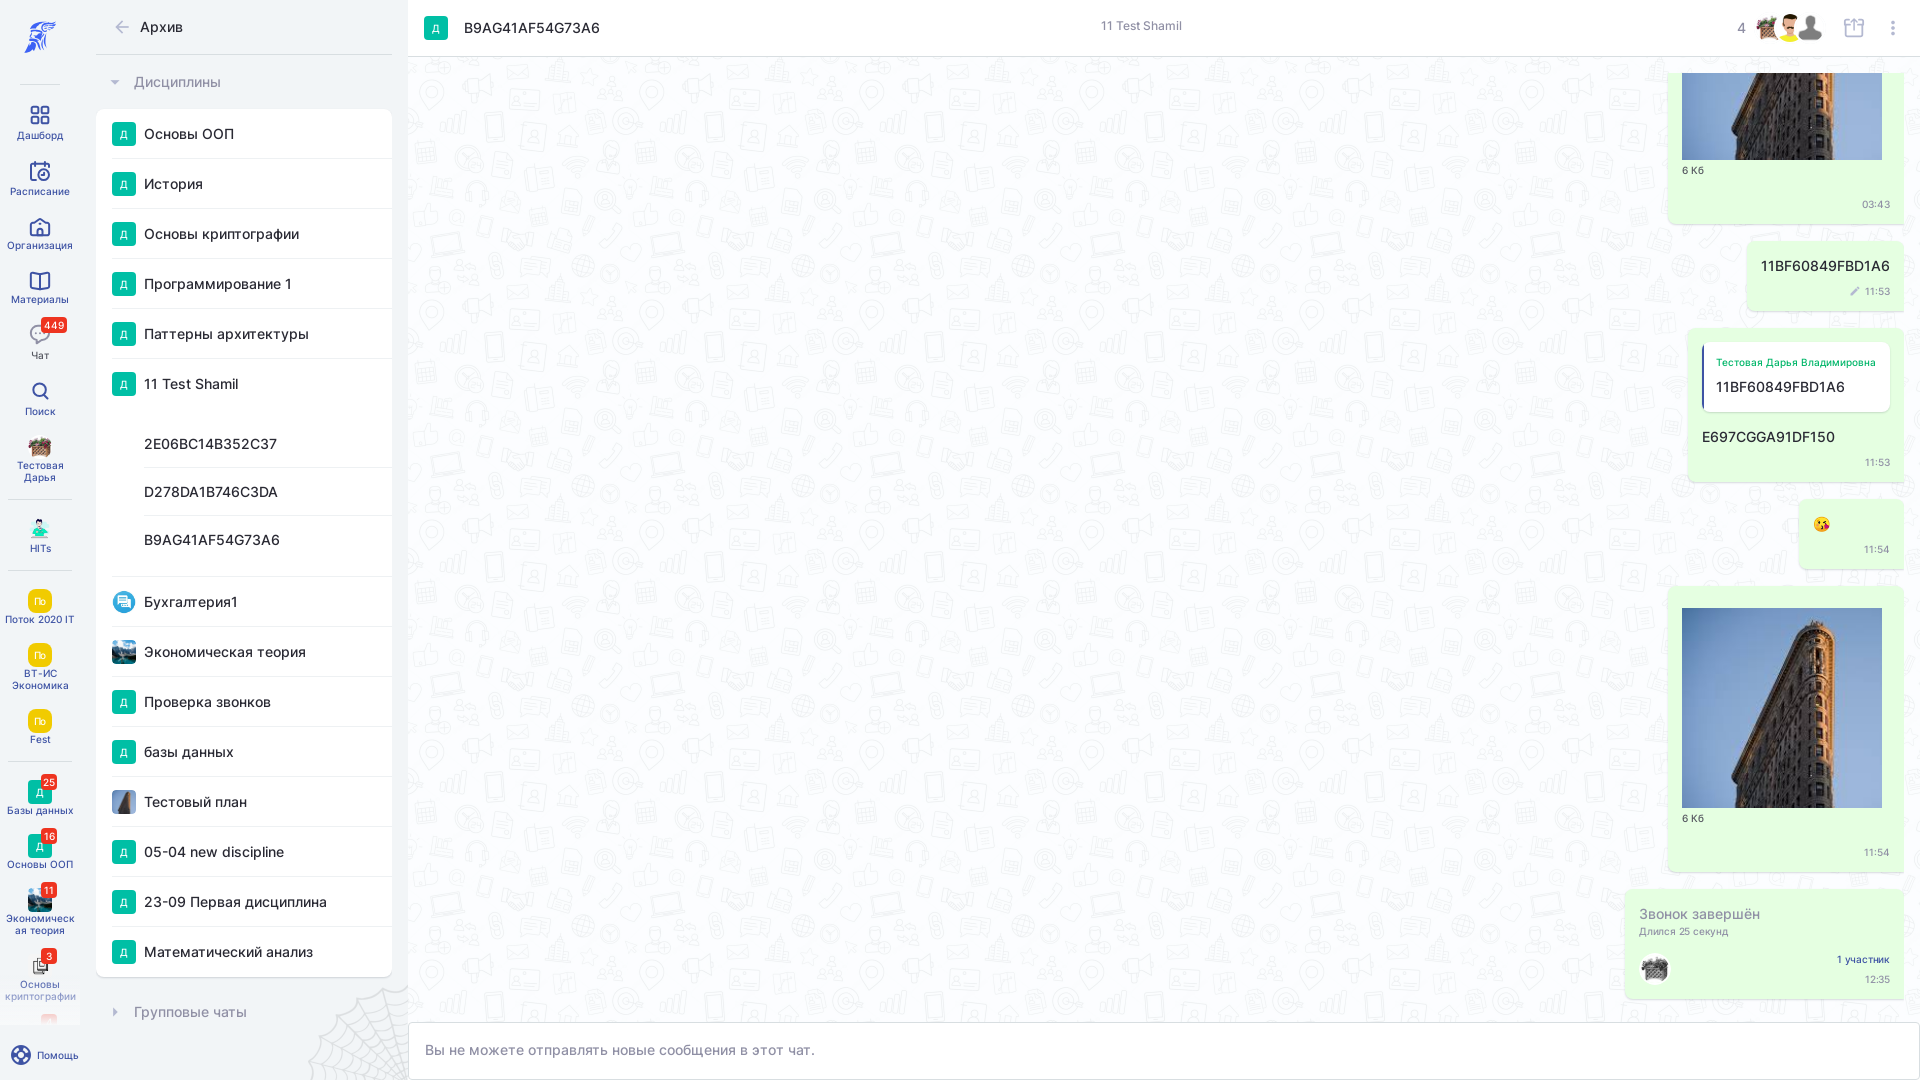 Дашборд
Расписание
Организация
Материалы
449
Чат
Поиск
Тестовая
Дарья
HITs
По
Поток 2020 IT
По
ВТ-ИС
Экономика
По
Fest
25
Д
Базы данных
16
Д
Основы ООП
11
Экономическ
ая теория
3
Основы
криптографии
Помощь
Архив
Дисциплины
Д Основы ООП
Д История
Д Основы криптографии
Д Программирование 1
Д Паттерны архитектуры
Д 11 Test Shamil
2E06BC14B352C37
D278DA1B746C3DA
B9AG41AF54G73A6
Бухгалтерия1
Экономическая теория
Д Проверка звонков
Д базы данных
Тестовый план
Д 05-04 new discipline
Д 23-09 Первая дисциплина
Д Математический анализ
Групповые чаты
Д B9AG41AF54G73A6
11 Test Shamil
4
6 Кб
03:43
11BF60849FBD1A6
11:53
Тестовая Дарья Владимировна
11BF60849FBD1A6
E697CGGA91DF150
11:53
11:54
6 Кб
11:54
Звонок завершён
Длился 25 секунд
1 участник
12:35
Вы не можете отправлять новые сообщения в этот чат.